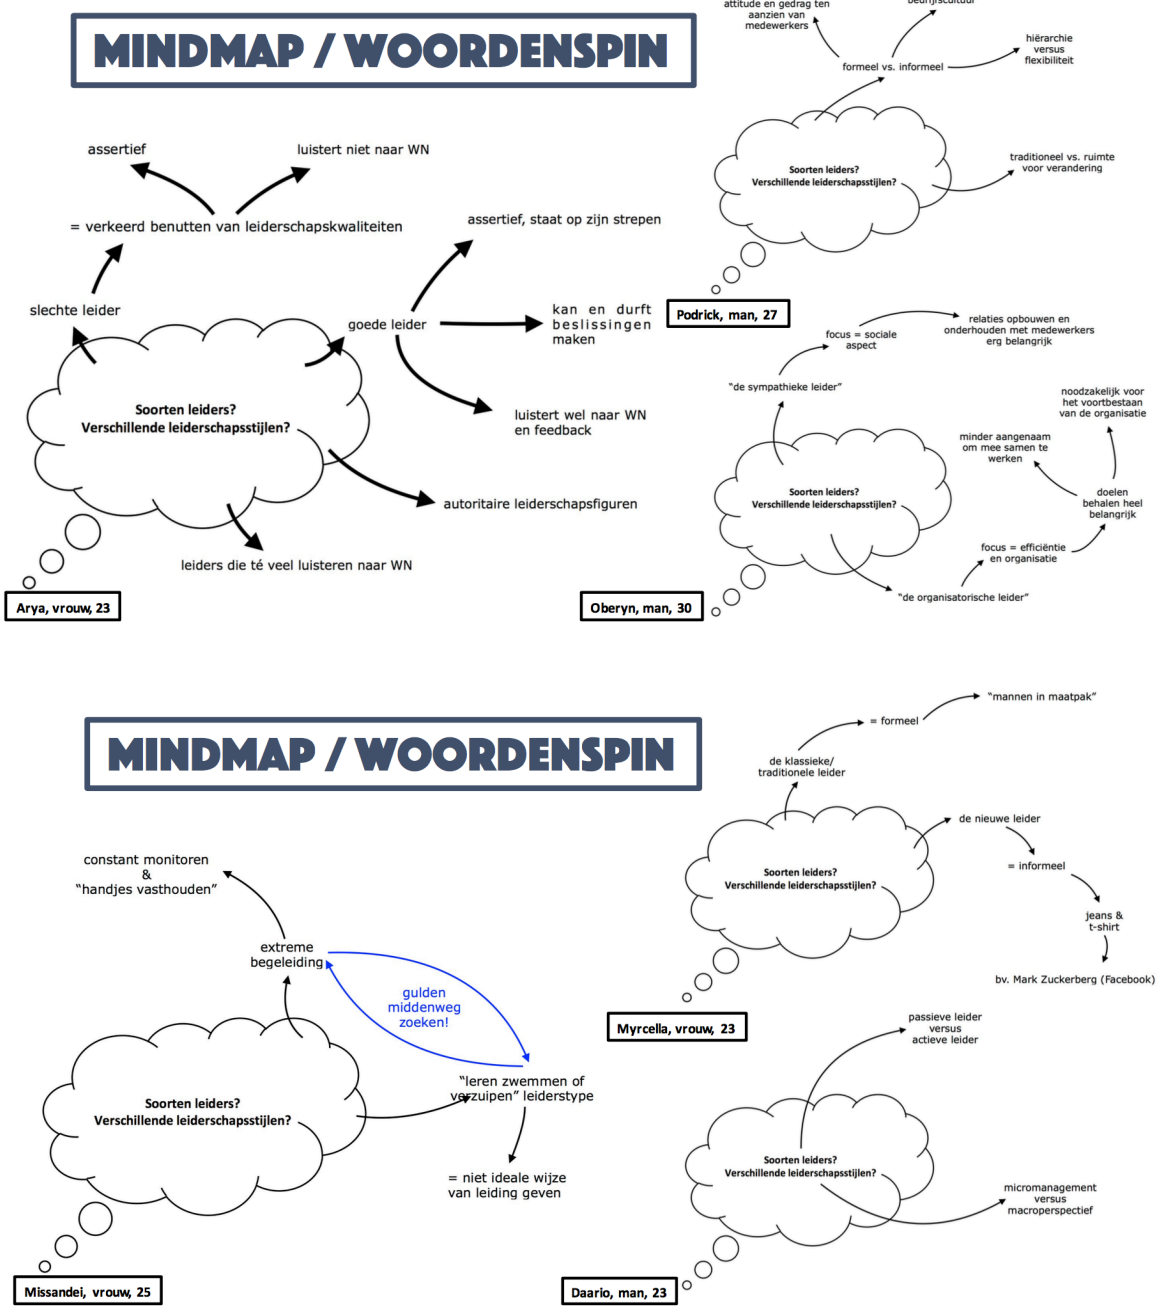 MINDMAP / WOORDENSPIN
assertief
luistert niet naar WN
= verkeerd benutten van leiderschapskwaliteiten
slechte leider
goede leider
assertief, staat op zijn strepen
kan en durft
beslissingen
maken
luistert wel naar WN
en feedback
Soorten leiders?
Verschillende leiderschapsstijlen?
autoritaire leiderschapsfiguren
leiders die té veel luisteren naar WN
Arya, vrouw, 23
attitude en gedrag ten
aanzien van
medewerkers
bedrijfscultuur
formeel vs. informeel
hiërarchie
versus
flexibiliteit
Soorten leiders?
Verschillende leiderschapsstijlen?
traditioneel vs. ruimte
voor verandering
Podrick, man, 27
focus = sociale
aspect
relaties opbouwen en
onderhouden met medewerkers
erg belangrijk
"de sympathieke leider"
noodzakelijk voor
het voortbestaan
van de organisatie
minder aangenaam
om mee samen te
werken
Soorten leiders?
Verschillende leiderschapsstijlen?
doelen
behalen heel
belangrijk
focus = efficiëntie
en organisatie
"de organisatorische leider"
Oberyn, man, 30
MINDMAP / WOORDENSPIN
constant monitoren
&
"handjes vasthouden"
extreme
begeleiding
gulden
middenweg
zoeken!
"leren zwemmen of
verzuipen" leiderstype
= niet ideale wijze
van leiding geven
Soorten leiders?
Verschillende leiderschapsstijlen?
Missandei, vrouw, 25
"mannen in maatpak"
= formeel
de klassieke/
traditionele leider
de nieuwe leider
= informeel
Soorten leiders?
Verschillende leiderschapsstijlen?
jeans &
t-shirt
bv. Mark Zuckerberg (Facebook)
Myrcella, vrouw, 23
passieve leider
versus
actieve leider
Soorten leiders?
Verschillende leiderschapsstijlen?
micromanagement
versus
macroperspectief
Daario, man, 23